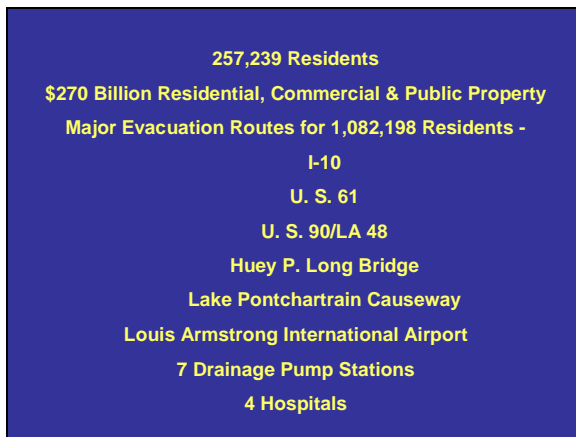 257,239 Residents
$270 Billion Residential, Commercial & Public Property
Major Evacuation Routes for 1,082,198 Residents -
I-10
U. S. 61
U. S. 90/LA 48
Huey P. Long Bridge
Lake Pontchartrain Causeway
Louis Armstrong International Airport
7 Drainage Pump Stations
4 Hospitals